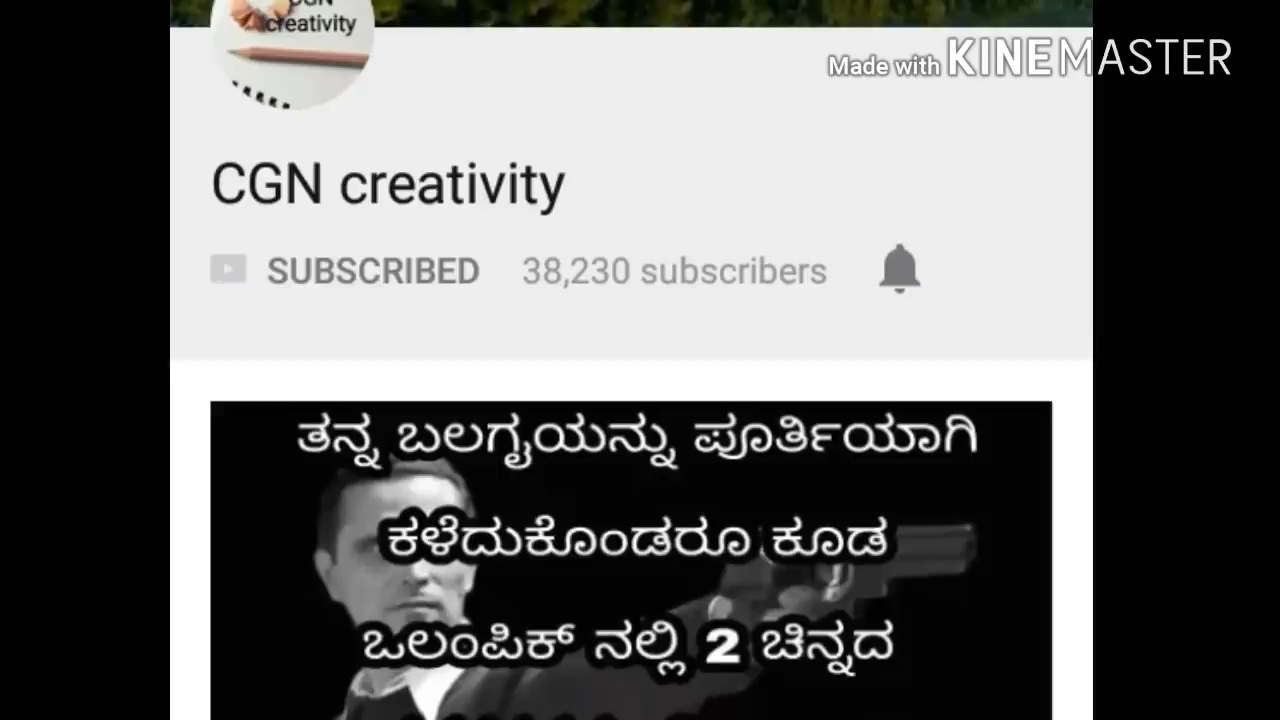 CGN
creativity
Made with KINEMASTER
CGN creativity
SUBSCRIBED 38,230 subscribers
ತನ್ನ ಬಲಗೈಯನ್ನು ಪೂರ್ತಿಯಾಗಿ
ಕಳೆದುಕೊಂಡರೂ ಕೂಡ
ಒಲಂಪಿಕ್ ನಲ್ಲಿ 2 ಚಿನ್ನದ